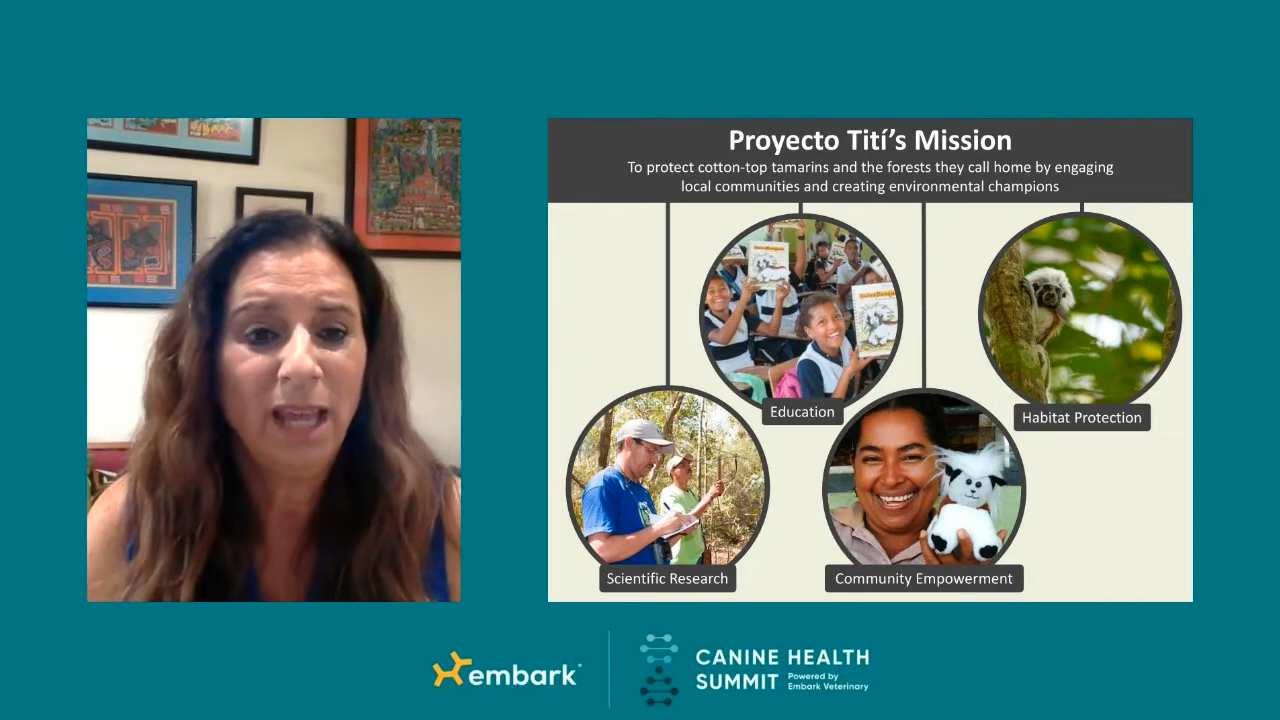 Proyecto Tití's Mission
To protect cotton-top tamarins and the forests they call home by engaging
local communities and creating environmental champions
Education
Habitat Protection
Scientific Research
Community Empowerment
embark
CANINE HEALTH
SUMMIT
Powered by
Embark Veterinary